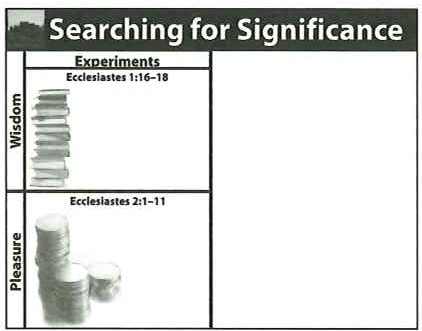 Searching for Significance
Experiments
Wisdom
Ecclesiastes 1:16–18
Pleasure
Ecclesiastes 2:1–11